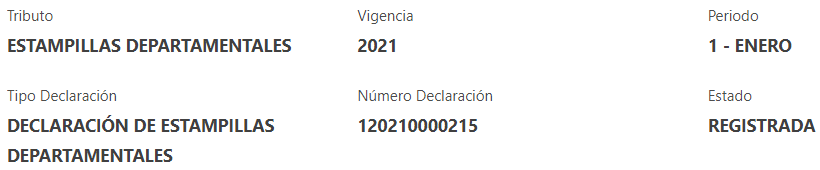 Tributo Vigencia Periodo
ESTAMPILLAS DEPARTAMENTALES 2021 1 - ENERO
Tipo Declaración Número Declaración Estado
DECLARACIÓN DE ESTAMPILLAS 120210000215 REGISTRADA
DEPARTAMENTALES